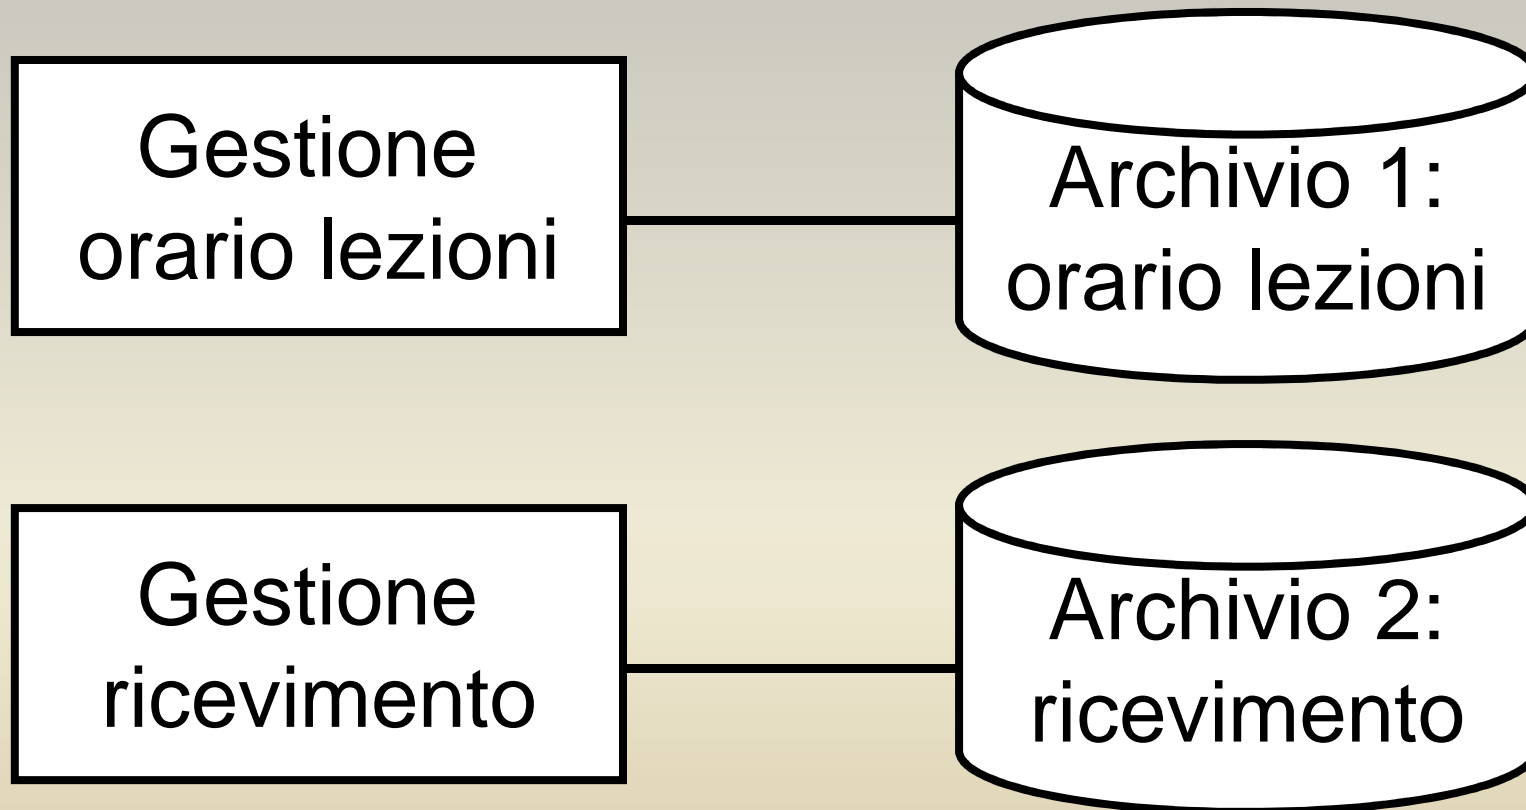 Gestione
orario lezioni
Archivio 1:
orario lezioni
Gestione
ricevimento
Archivio 2:
ricevimento